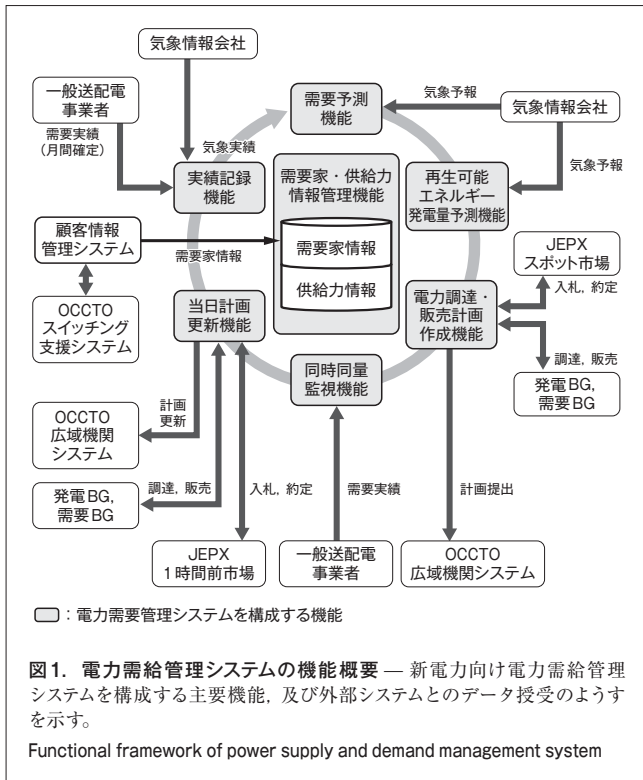 気象情報会社
一般送配電
事業者
需要実績
(月間確定)
気象実績
需要予測
機能
気象予報
気象情報会社
気象予報
実績記録
機能
需要家・供給力
情報管理機能
再生可能
エネルギー
発電量予測機能
顧客情報
管理システム
需要家情報
需要家情報
供給力情報
JEPX
スポット市場
入札, 約定
OCCTO
スイッチング
支援システム
当日計画
更新機能
電力調達・
販売計画
作成機能
調達, 販売
同時同量
監視機能
発電BG,
需要BG
計画
更新
OCCTO
広域機関
システム
調達, 販売
入札, 約定
需要実績
計画提出
発電BG,
需要BG
JEPX
1時間前市場
一般送配電
事業者
OCCTO
広域機関システム
:電力需要管理システムを構成する機能
図1. 電力需給管理システムの機能概要 — 新電力向け電力需給管理
システムを構成する主要機能, 及び外部システムとのデータ授受のようす
を示す。
Functional framework of power supply and demand management system